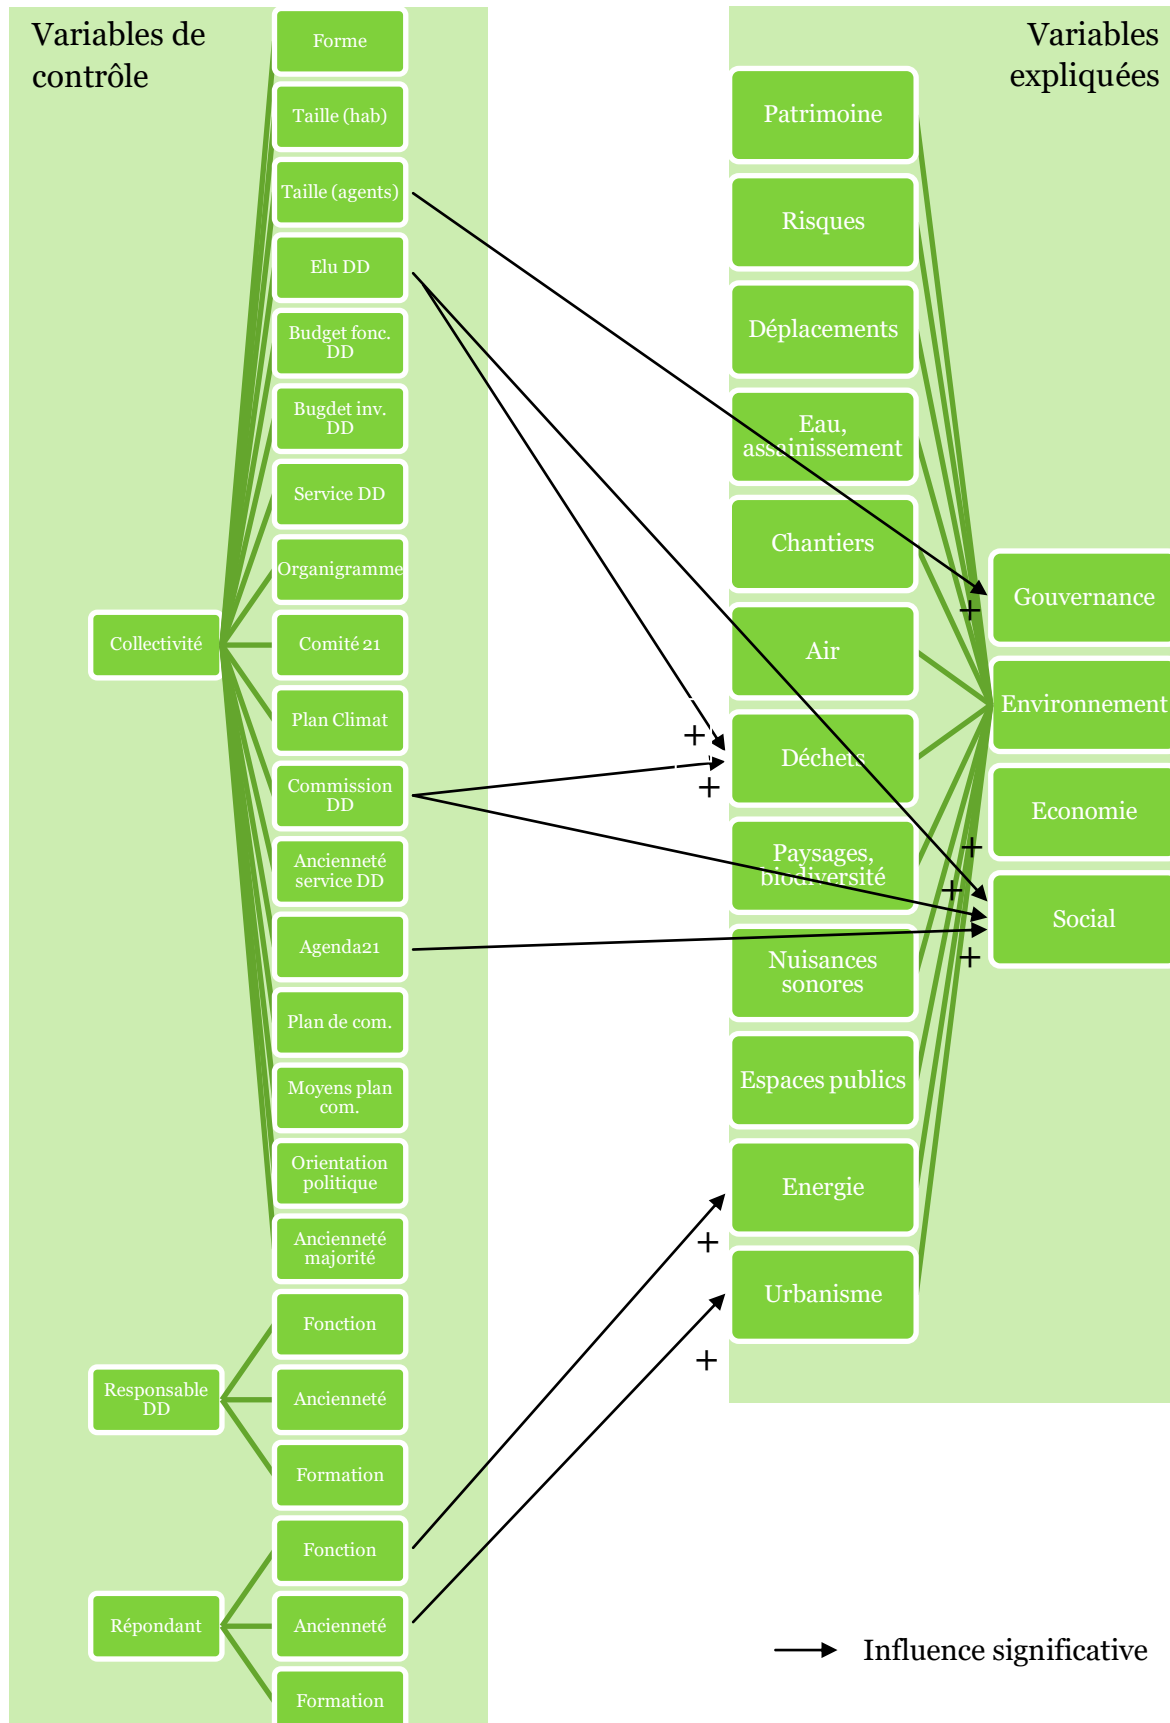 Variables de
contrôle
Forme
Taille (hab)
Taille (agents)
Elu DD
Budget fonc.
DD
Bugdet inv.
DD
Service DD
Organigramme
Collectivité
Comité 21
Plan Climat
Commission
DD
Ancienneté
service DD
Agenda21
Plan de com.
Moyens plan
com.
Orientation
politique
Ancienneté
majorité
Fonction
Responsable
DD
Ancienneté
Formation
Fonction
Répondant
Ancienneté
Formation
Variables
expliquées
Patrimoine
Risques
Déplacements
Eau,
assainissement
Chantiers
Air
Déchets
Paysages,
biodiversité
Nuisances
sonores
Espaces publics
Energie
Urbanisme
Gouvernance
Environnement
Economie
Social
+
+
+
+
+
+
+
+
Influence significative